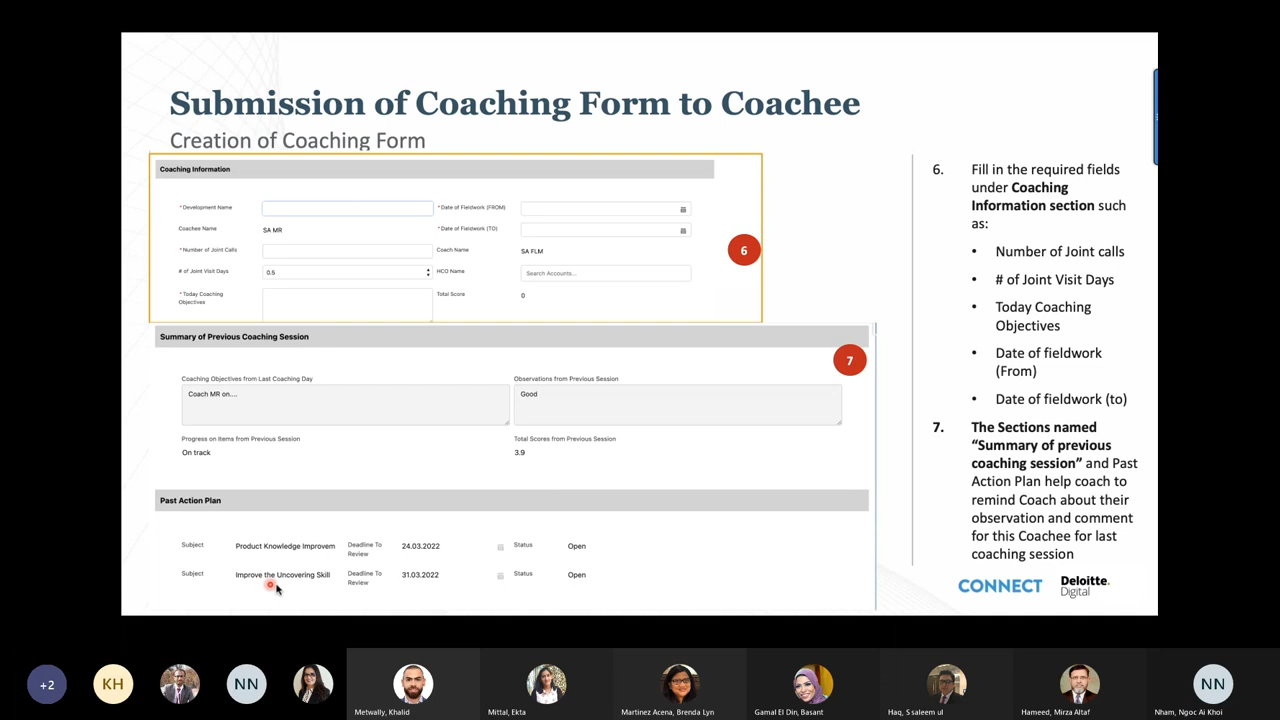 Submission of Coaching Form to Coachee
Creation of Coaching Form
Coaching Information
* Development Name
* Date of Fieldwork (FROM)
Coachee Name
SA MR
* Date of Fieldwork (TO)
* Number of Joint Calls
Coach Name
SA FLM
# of Joint Visit Days
0.5
HCO Name
Search Accounts...
* Today Coaching
Objectives
Total Score
0
6
Summary of Previous Coaching Session
7
Coaching Objectives from Last Coaching Day
Observations from Previous Session
Coach MR on....
Good
Progress on Items from Previous Session
Total Scores from Previous Session
On track
3.9
Past Action Plan
Subject
Product Knowledge Improvem
Deadline To
Review
24.03.2022
Status
Open
Subject
Improve the Uncovering Skill
Deadline To
Review
31.03.2022
Status
Open
6. Fill in the required fields
under Coaching
Information section such
as:
• Number of Joint calls
• # of Joint Visit Days
• Today Coaching
Objectives
• Date of fieldwork
(From)
• Date of fieldwork (to)
7. The Sections named
“Summary of previous
coaching session” and Past
Action Plan help coach to
remind Coach about their
observation and comment
for this Coachee for last
coaching session
CONNECT
Deloitte.
Digital
+2
KH
NN
Metwally, Khalid
Mittal, Ekta
Martinez Acena, Brenda Lyn
Gamal El Din, Basant
Haq, S saleem ul
Hameed, Mirza Altaf
NN
Nham, Ngoc Ai Khoi